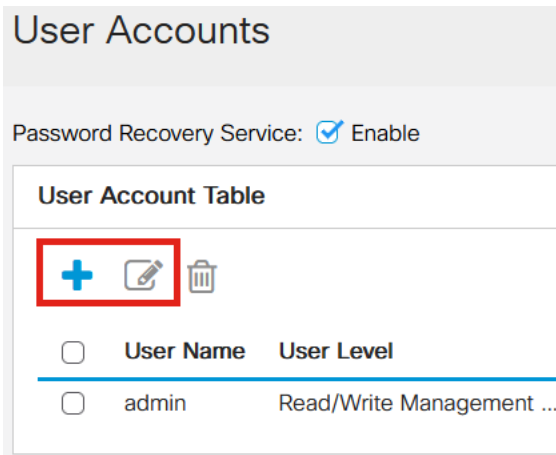 User Accounts
Password Recovery Service: Enable
User Account Table
User Name User Level
admin Read/Write Management ...